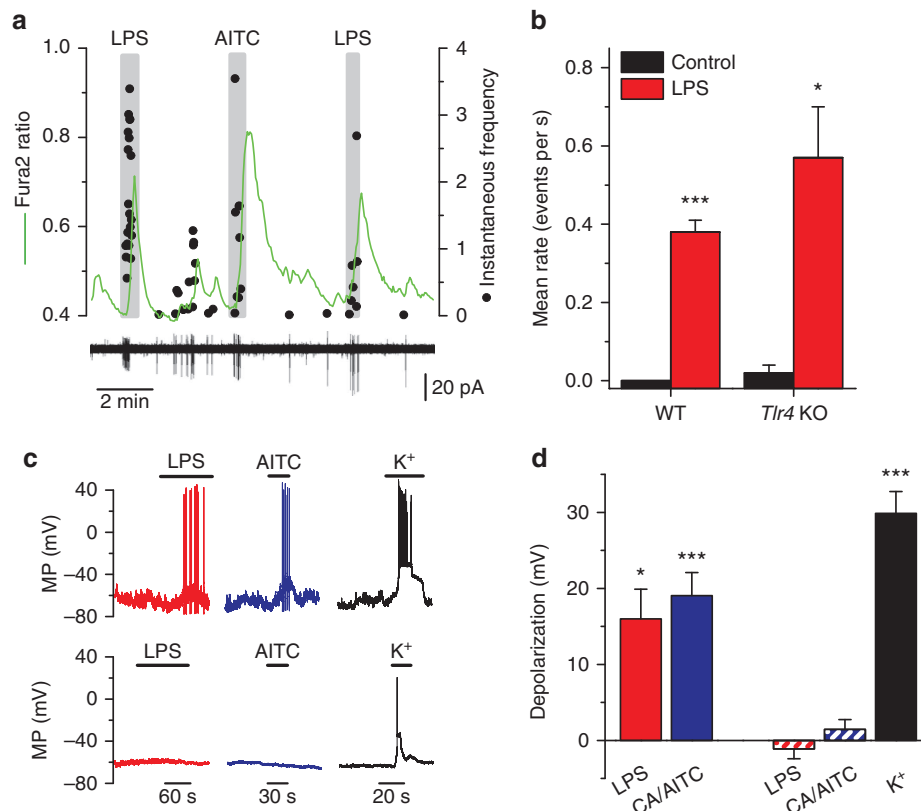 a
LPS AITC LPS
1.0
0.8
0.6
0.4
Fura2 ratio
4
3
2
1
0
Instantaneous frequency
2 min
20 pA
b
Control
LPS
0.8
0.6
0.4
0.2
0.0
Mean rate (events per s)
***
*
WT Tlr4 KO
c
LPS AITC K+
40
0
−40
−80
MP (mV)
LPS AITC K+
40
0
−40
−80
MP (mV)
60 s 30 s 20 s
d
30
20
10
0
Depolarization (mV)
*
***
***
LPS CA/AITC LPS CA/AITC K+